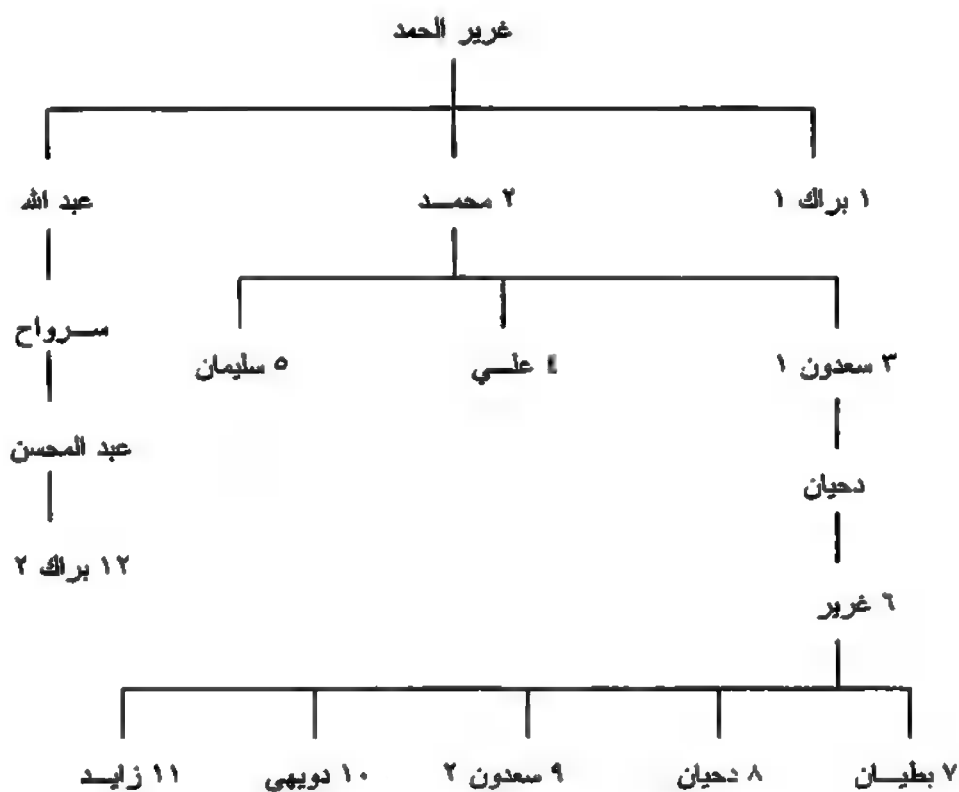 غرير الحمد
١ براك ١ ٢ محمـــد عبد الله
سـرواح
٣ سعدون ١ ٤ علـــي ٥ سليمان
عبد المحسن
دحيان
١٢ براك ٢
٦ غرير
٧ بطيـــان ٨ دحيان ٩ سعدون ٢ ١٠ دويهي ١١ زايـــد